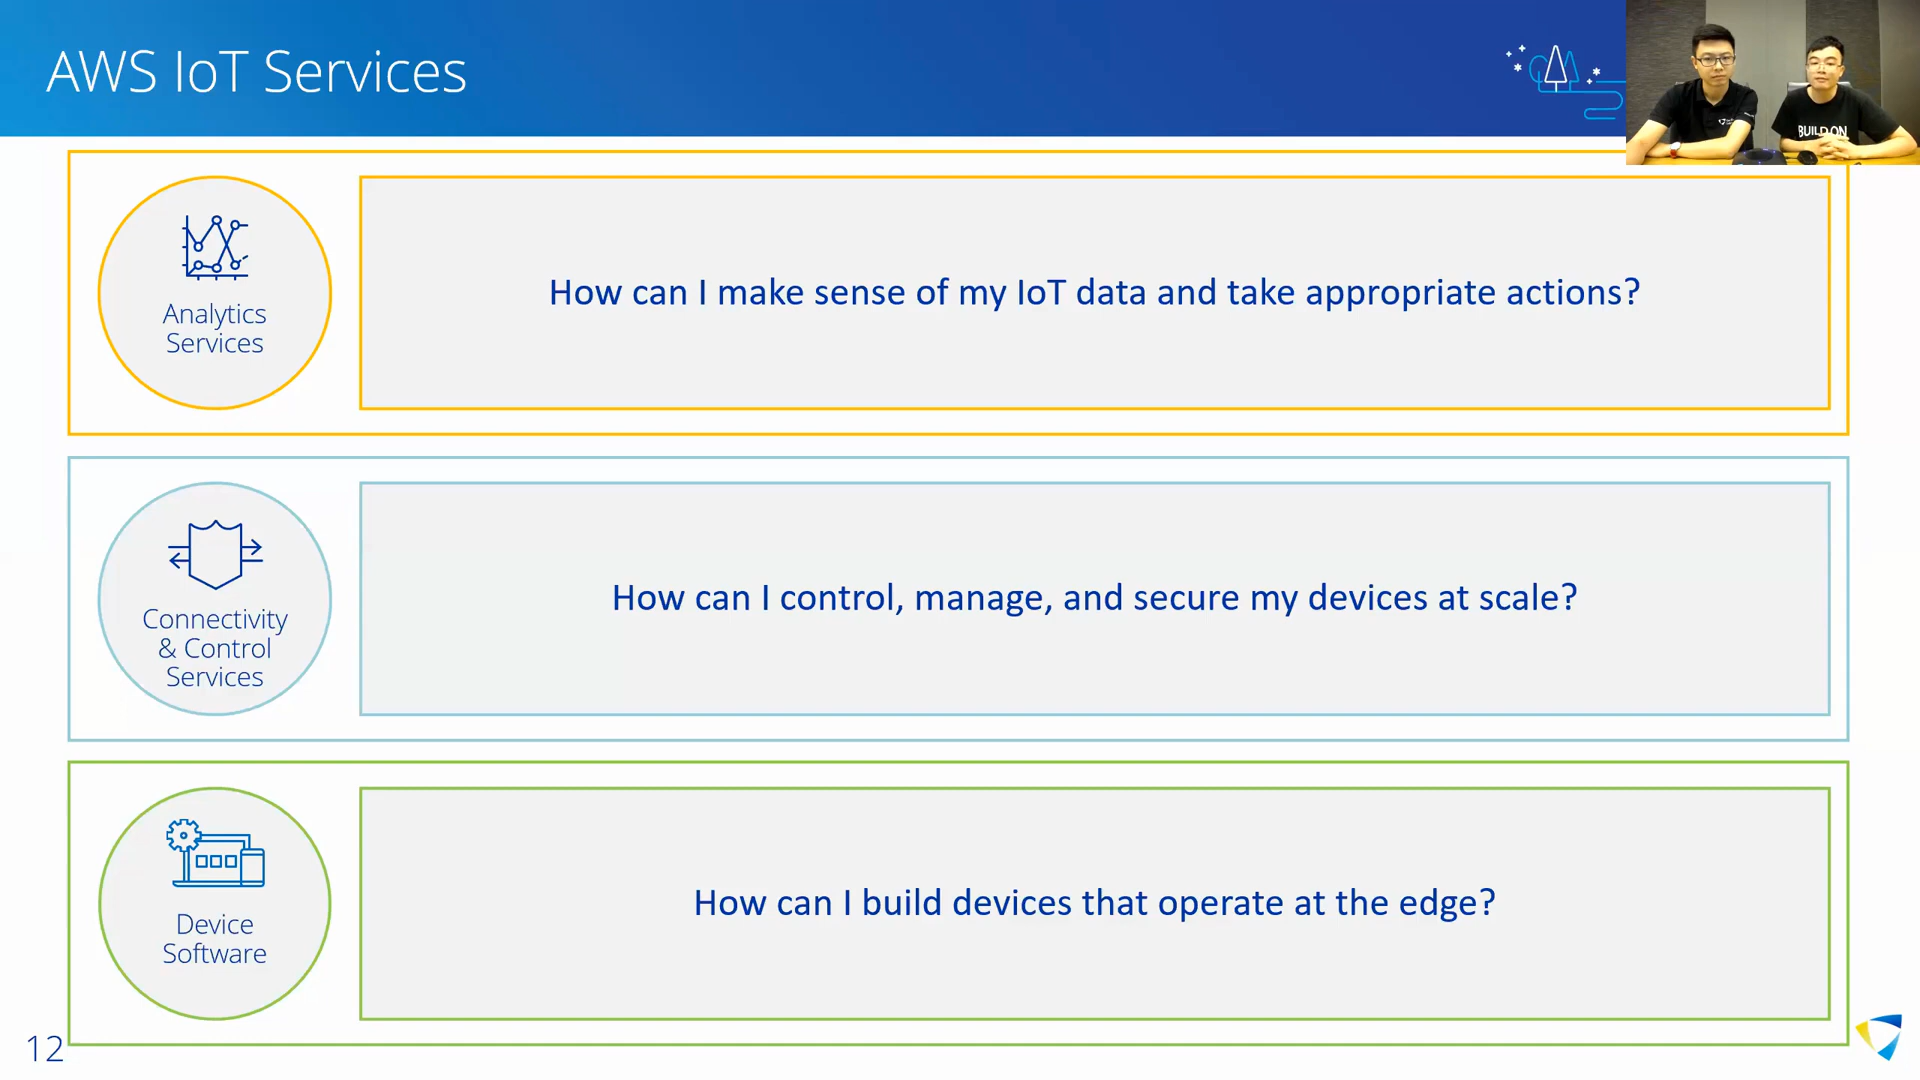 AWS IoT Services
BUILD ON
Analytics
Services
How can I make sense of my IoT data and take appropriate actions?
Connectivity
& Control
Services
How can I control, manage, and secure my devices at scale?
Device
Software
How can I build devices that operate at the edge?
12